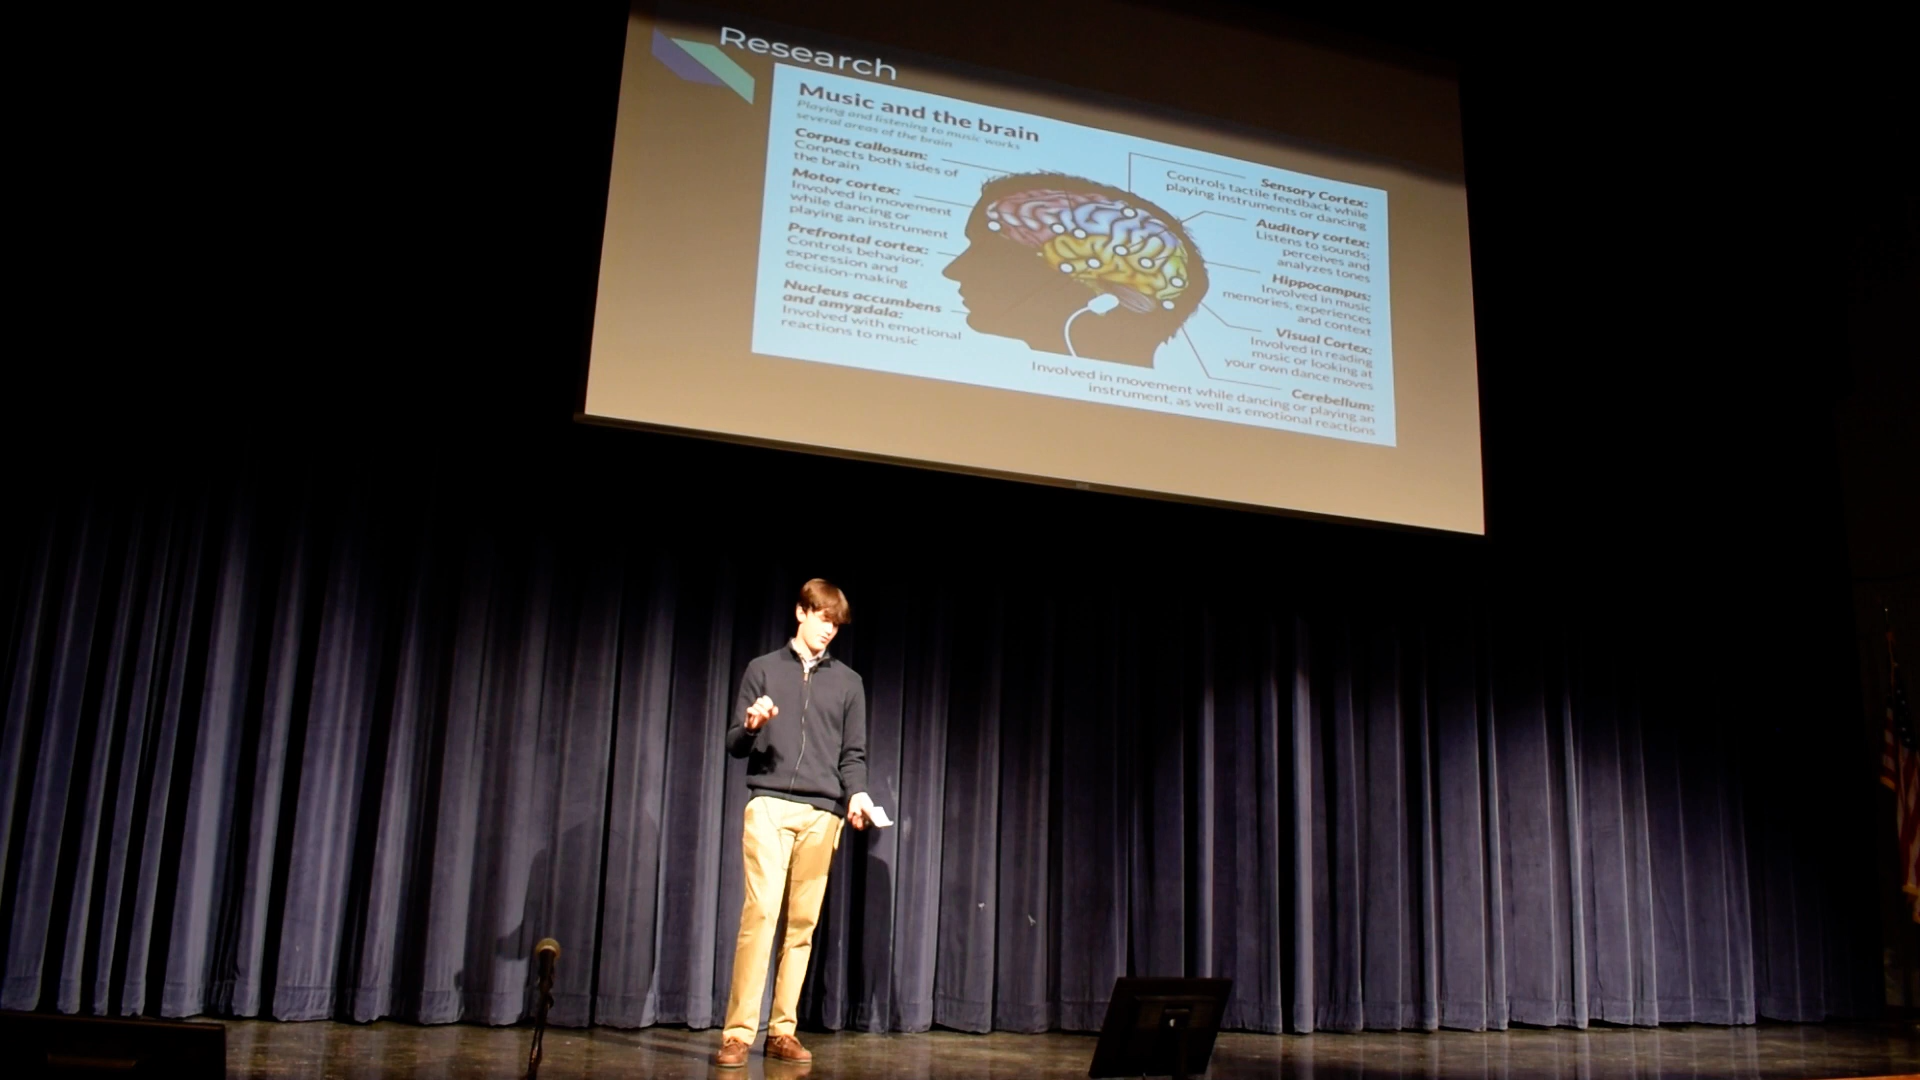 Research
Music and the brain
Playing and listening to music works
several areas of the brain
Corpus callosum:
Connects both sides of
the brain
Motor cortex:
Involved in movement
while dancing or
playing an instrument
Prefrontal cortex:
Controls behavior,
expression and
decision-making
Nucleus accumbens
and amygdala:
Involved with emotional
reactions to music
Sensory Cortex:
Controls tactile feedback while
playing instruments or dancing
Auditory cortex:
Listens to sounds;
perceives and
analyzes tones
Hippocampus:
Involved in music
memories, experiences
and context
Visual Cortex:
Involved in reading
music or looking at
your own dance moves
Cerebellum:
Involved in movement while dancing or playing an
instrument, as well as emotional reactions